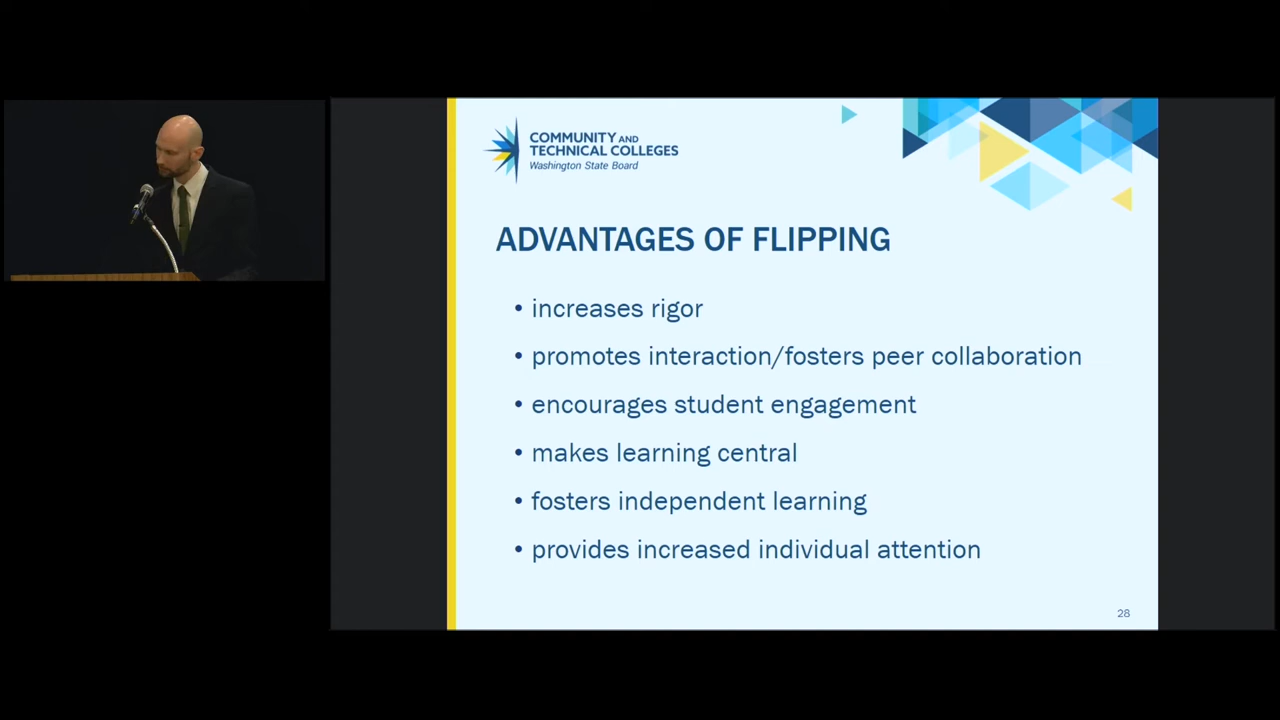 COMMUNITY AND
TECHNICAL COLLEGES
Washington State Board
ADVANTAGES OF FLIPPING
• increases rigor
• promotes interaction/fosters peer collaboration
• encourages student engagement
• makes learning central
• fosters independent learning
• provides increased individual attention
28